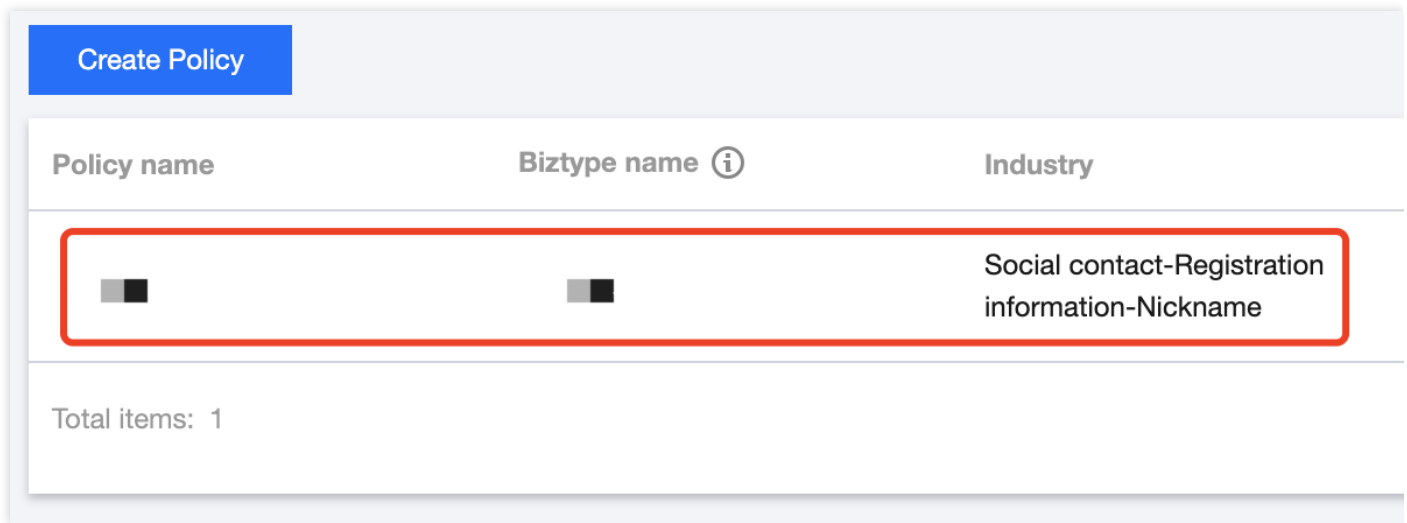 Create Policy
Policy name
Biztype name
Industry
Social contact-Registration
information-Nickname
Total items: 1